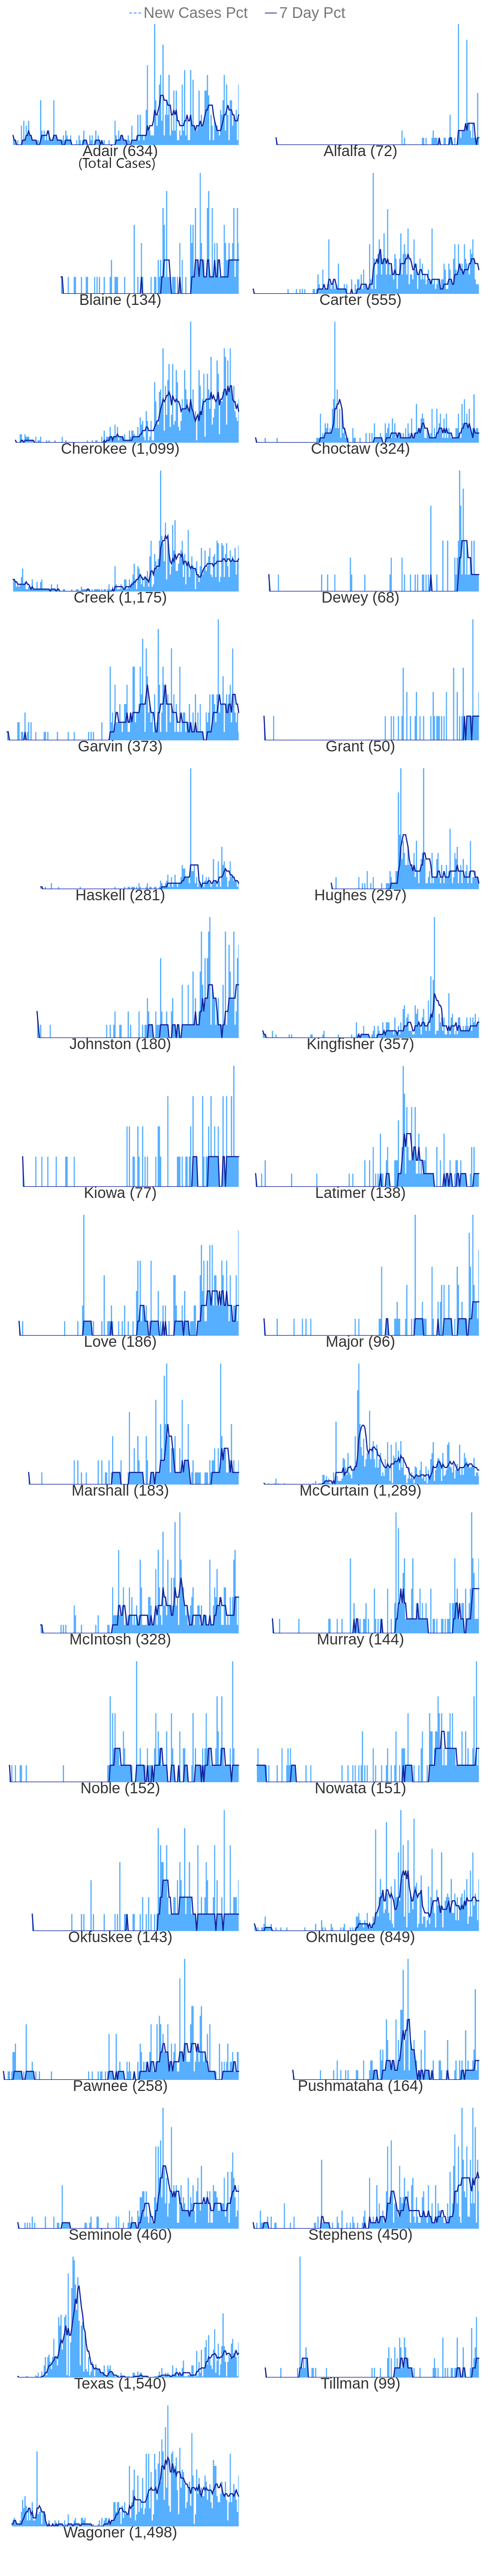 New Cases Pct 7 Day Pct
Adair (634) Alfalfa (72)
(Total Cases)
Blaine (134) Carter (555)
Cherokee (1,099) Choctaw (324)
Creek (1,175) Dewey (68)
Garvin (373) Grant (50)
Haskell (281) Hughes (297)
Johnston (180) Kingfisher (357)
Kiowa (77) Latimer (138)
Love (186) Major (96)
Marshall (183) McCurtain (1,289)
McIntosh (328) Murray (144)
Noble (152) Nowata (151)
Okfuskee (143) Okmulgee (849)
Pawnee (258) Pushmataha (164)
Seminole (460) Stephens (450)
Texas (1,540) Tillman (99)
Wagoner (1,498)